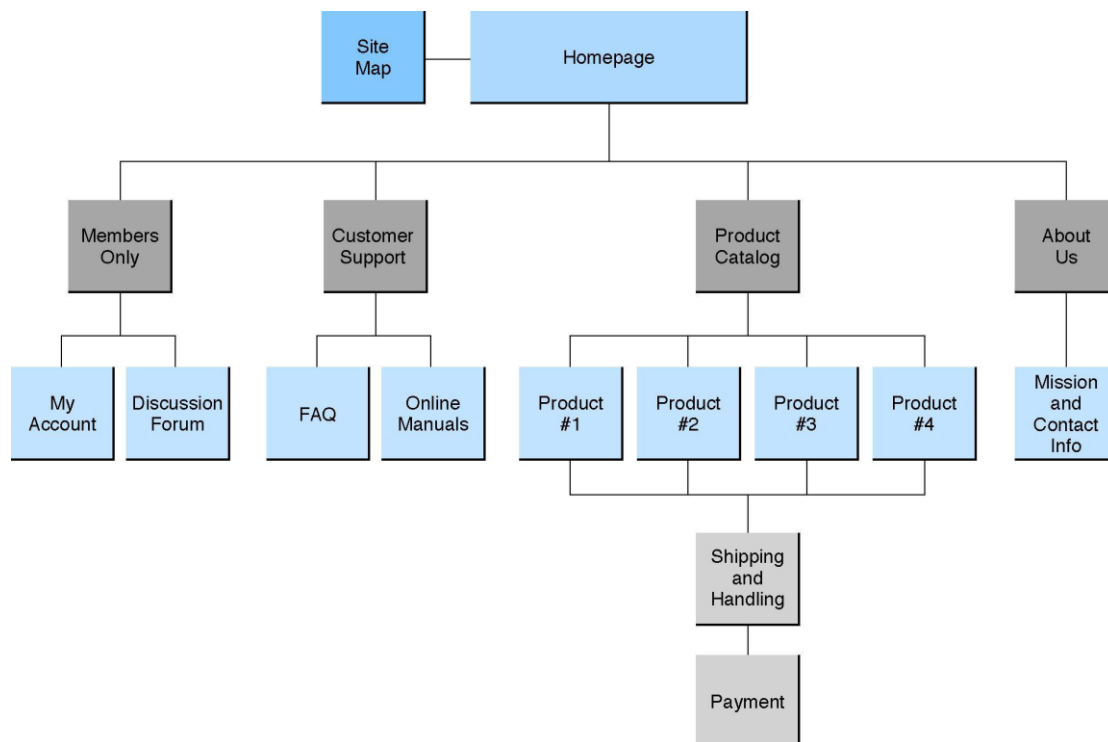 Site
Map
Homepage
Members
Only
Customer
Support
Product
Catalog
About
Us
My
Account
Discussion
Forum
FAQ
Online
Manuals
Product
#1
Product
#2
Product
#3
Product
#4
Mission
and
Contact
Info
Shipping
and
Handling
Payment